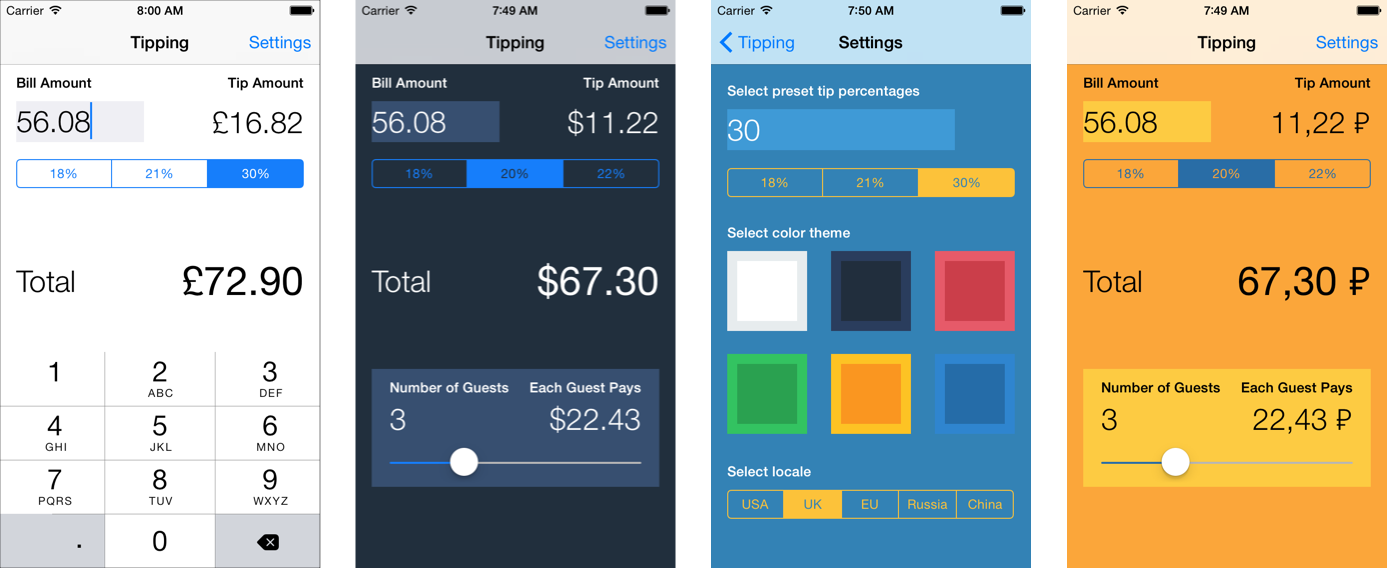 Carrier 8:00 AM
Tipping Settings
Bill Amount Tip Amount
56.08 £16.82
18% 21% 30%
Total £72.90
1 2 3
ABC DEF
4 5 6
GHI JKL MNO
7 8 9
PQRS TUV WXYZ
. 0
Carrier 7:49 AM
Tipping Settings
Bill Amount Tip Amount
56.08 $11.22
18% 20% 22%
Total $67.30
Number of Guests Each Guest Pays
3 $22.43
Carrier 7:50 AM
Tipping Settings
Select preset tip percentages
30
18% 21% 30%
Select color theme
Select locale
USA UK EU Russia China
Carrier 7:49 AM
Tipping Settings
Bill Amount Tip Amount
56.08 11,22 ₽
18% 20% 22%
Total 67,30 ₽
Number of Guests Each Guest Pays
3 22,43 ₽